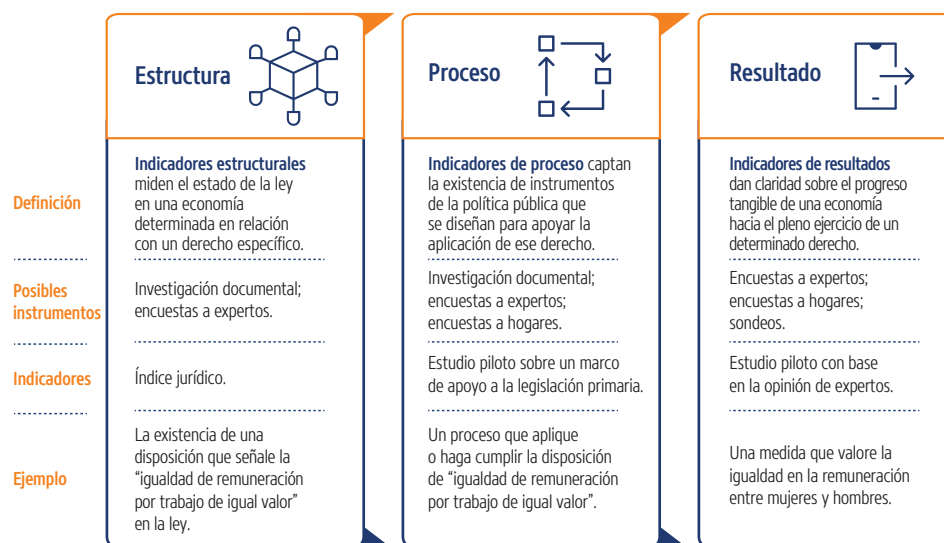 Estructura
Proceso
Resultado
Definición
Indicadores estructurales
miden el estado de la ley
en una economía
determinada en relación
con un derecho específico.
Indicadores de proceso captan
la existencia de instrumentos
de la política pública que
se diseñan para apoyar la
aplicación de ese derecho.
Indicadores de resultados
dan claridad sobre el progreso
tangible de una economía
hacia el pleno ejercicio de un
determinado derecho.
Posibles
instrumentos
Investigación documental;
encuestas a expertos.
Investigación documental;
encuestas a expertos;
encuestas a hogares.
Encuestas a expertos;
encuestas a hogares;
sondeos.
Indicadores
Índice jurídico.
Estudio piloto sobre un marco
de apoyo a la legislación primaria.
Estudio piloto con base
en la opinión de expertos.
Ejemplo
La existencia de una
disposición que señale la
“igualdad de remuneración
por trabajo de igual valor”
en la ley.
Un proceso que aplique
o haga cumplir la disposición
de “igualdad de remuneración
por trabajo de igual valor”.
Una medida que valore la
igualdad en la remuneración
entre mujeres y hombres.